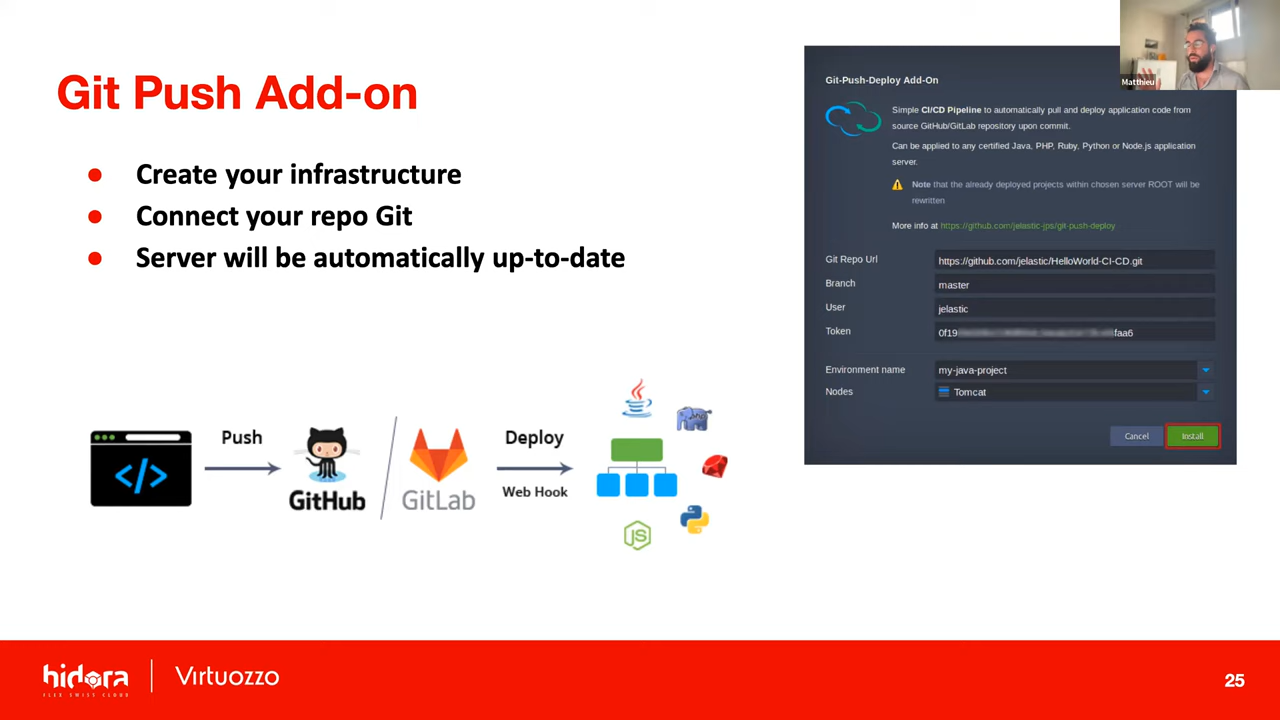 Git Push Add-on
Create your infrastructure
Connect your repo Git
Server will be automatically up-to-date
Push
GitHub
GitLab
Deploy
Web Hook
php
JS
Git-Push-Deploy Add-On
Simple CI/CD Pipeline to automatically pull and deploy application code from
source GitHub/GitLab repository upon commit.
Can be applied to any certified Java, PHP, Ruby, Python or Node.js application
server.
Note that the already deployed projects within chosen server ROOT will be
rewritten
More info at https://github.com/jelastic-jps/git-push-deploy
Git Repo Url https://github.com/jelastic/HelloWorld-CI-CD.git
Branch master
User jelastic
Token 0f19 faa6
Environment name my-java-project
Nodes Tomcat
Cancel Install
Matthieu
hidora
FLEX SWISS CLOUD
Virtuozzo
25